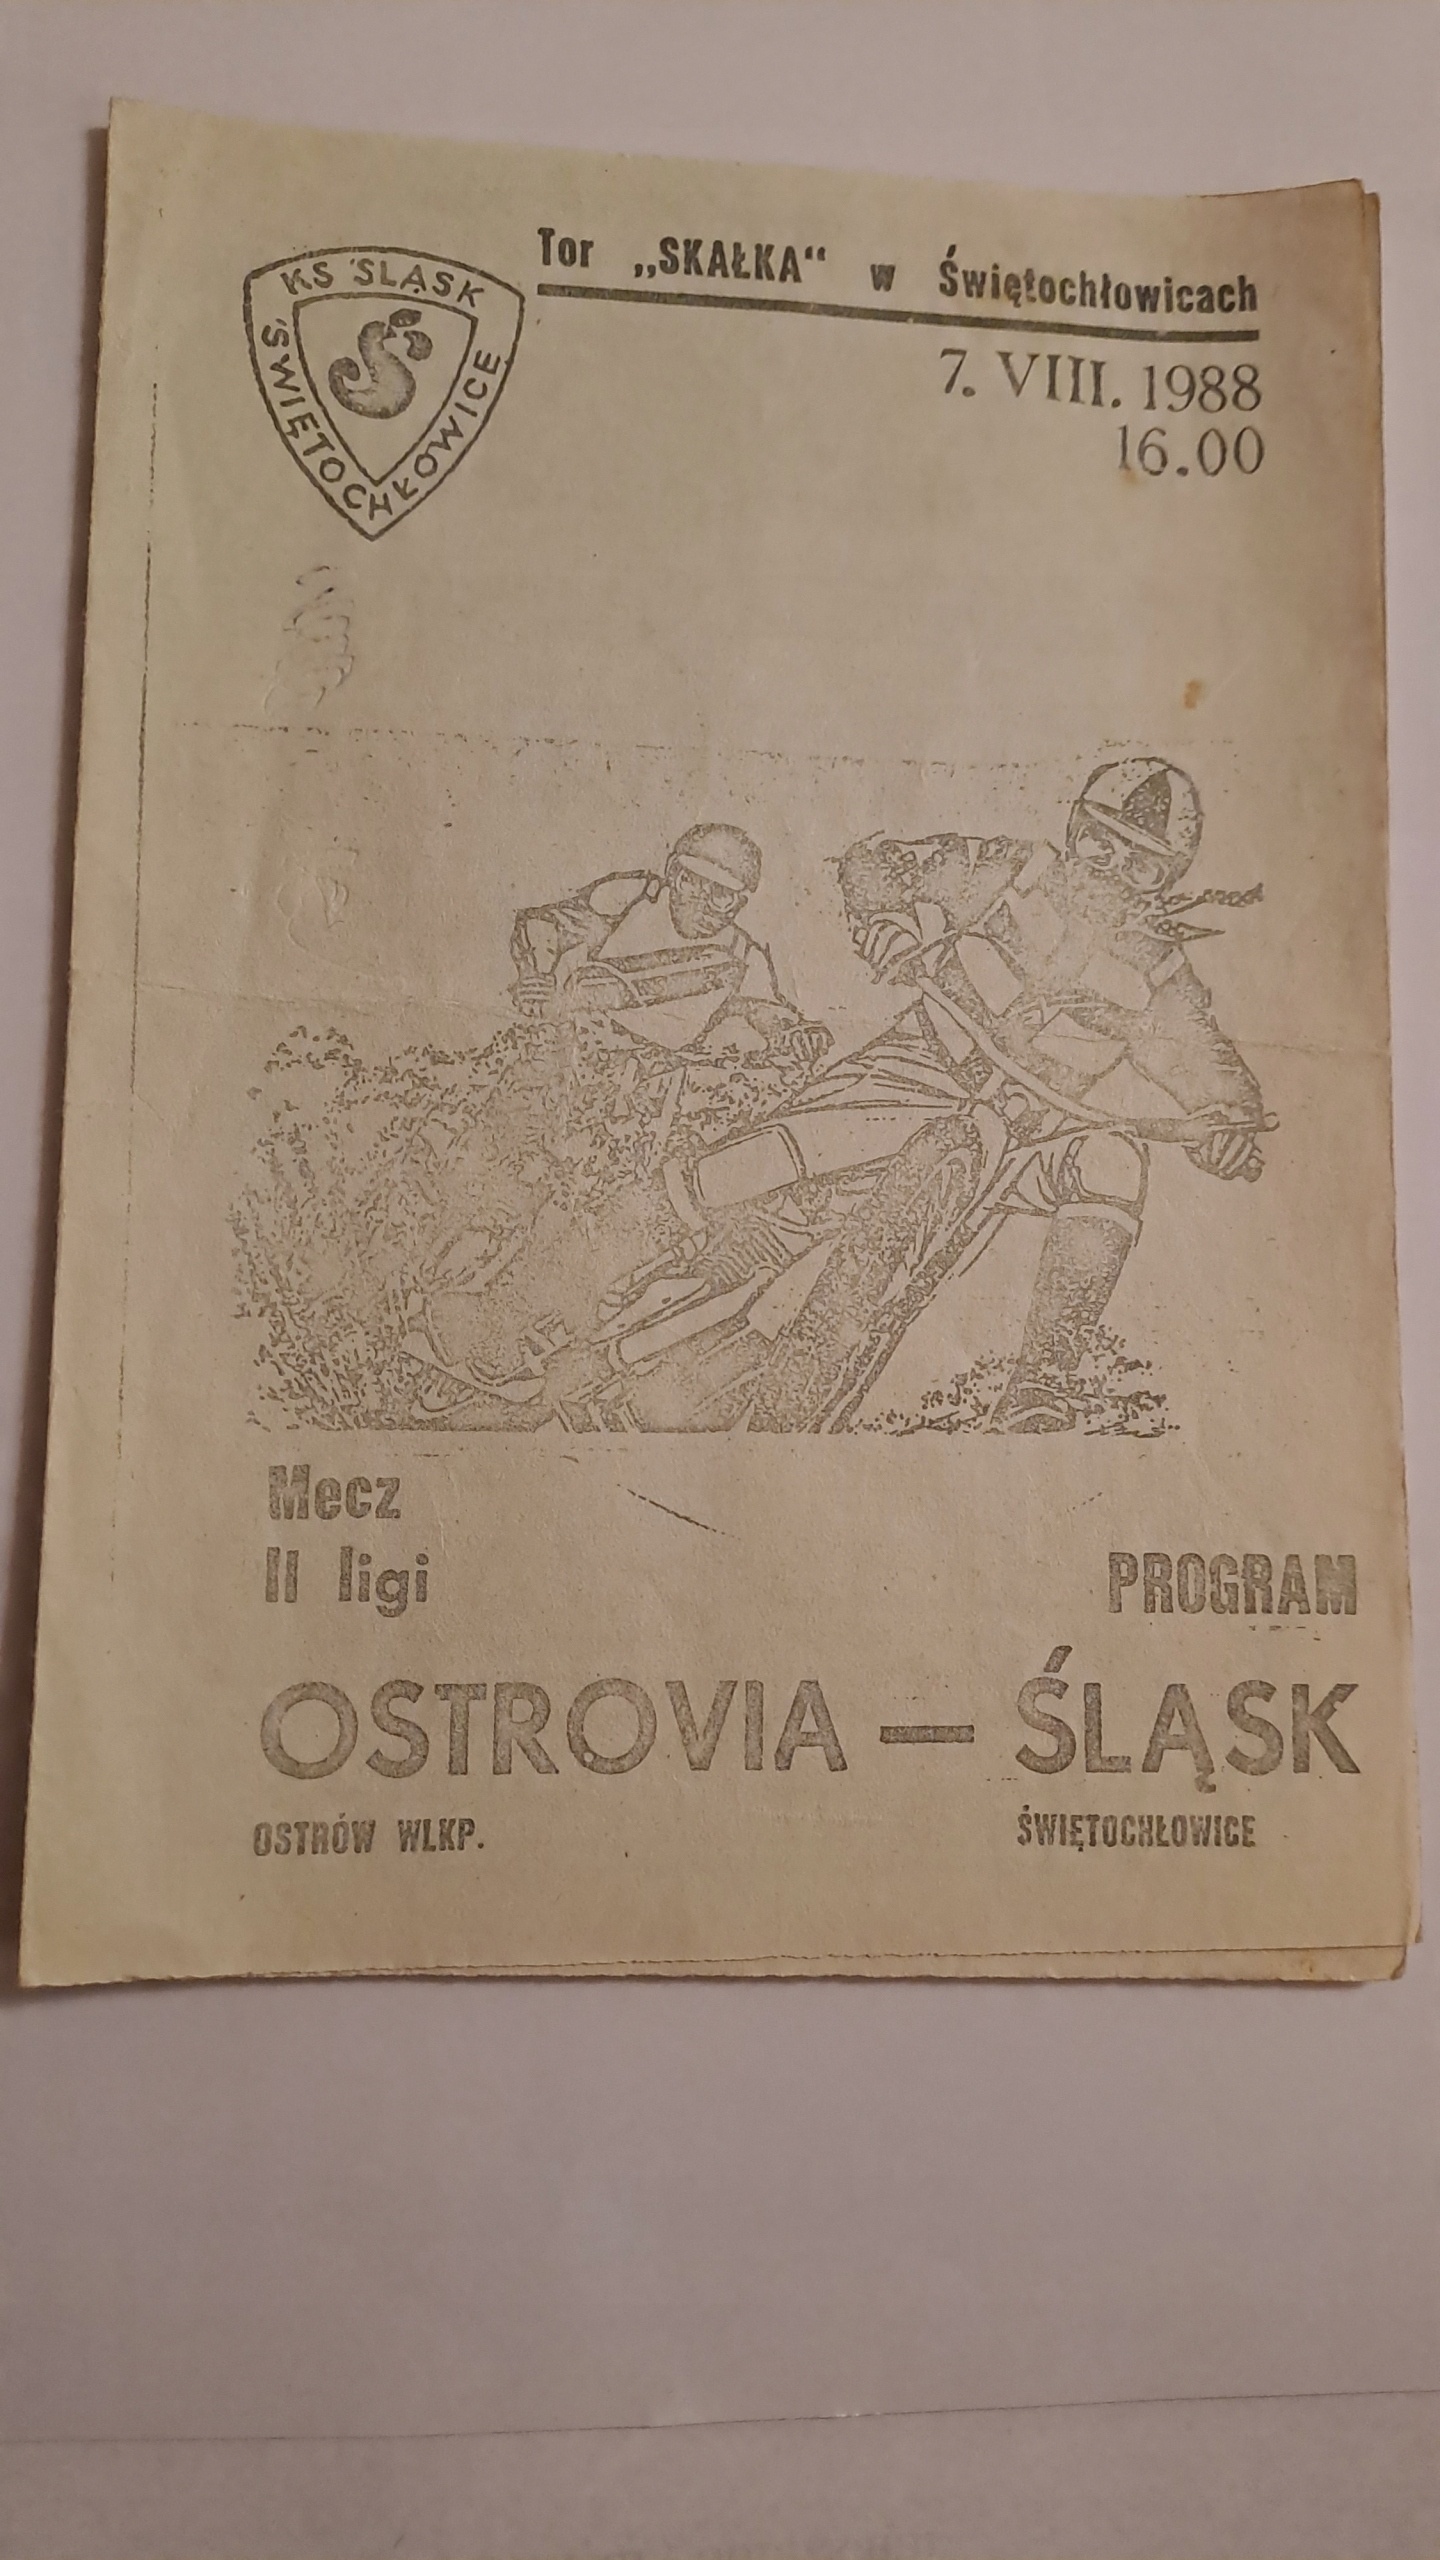 KS ŚLĄSK
ŚWIĘTOCHŁOWICE
S
Tor „SKAŁKA“ w Świętochłowicach
7. VIII. 1988
16.00
Mecz
II ligi
PROGRAM
OSTROVIA — ŚLĄSK
OSTRÓW WLKP.
ŚWIĘTOCHŁOWICE